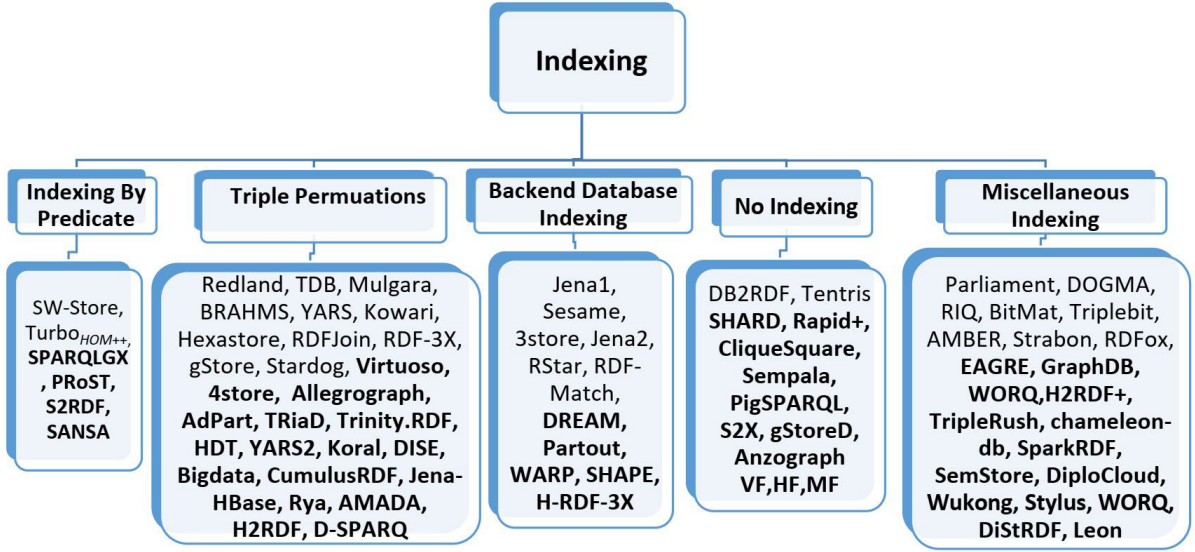 Indexing
Indexing By
Predicate
SW-Store,
Turbo_HOM++,
SPARQLGX
, PRoST,
S2RDF,
SANSA
Triple Permuations
Redland, TDB, Mulgara,
BRAHMS, YARS, Kowari,
Hexastore, RDFJoin, RDF-3X,
gStore, Stardog, Virtuoso,
4store, Allegrograph,
AdPart, TRiaD, Trinity.RDF,
HDT, YARS2, Koral, DISE,
Bigdata, CumulusRDF, Jena-
HBase, Rya, AMADA,
H2RDF, D-SPARQ
Backend Database
Indexing
Jena1,
Sesame,
3store, Jena2,
RStar, RDF-
Match,
DREAM,
Partout,
WARP, SHAPE,
H-RDF-3X
No Indexing
DB2RDF, Tentris
SHARD, Rapid+,
CliqueSquare,
Sempala,
PigSPARQL,
S2X, gStoreD,
Anzograph
VF,HF,MF
Miscellaneous
Indexing
Parliament, DOGMA,
RIQ, BitMat, Triplebit,
AMBER, Strabon, RDFox,
EAGRE, GraphDB,
WORQ,H2RDF+,
TripleRush, chameleon-
db, SparkRDF,
SemStore, DiploCloud,
Wukong, Stylus, WORQ,
DiStRDF, Leon